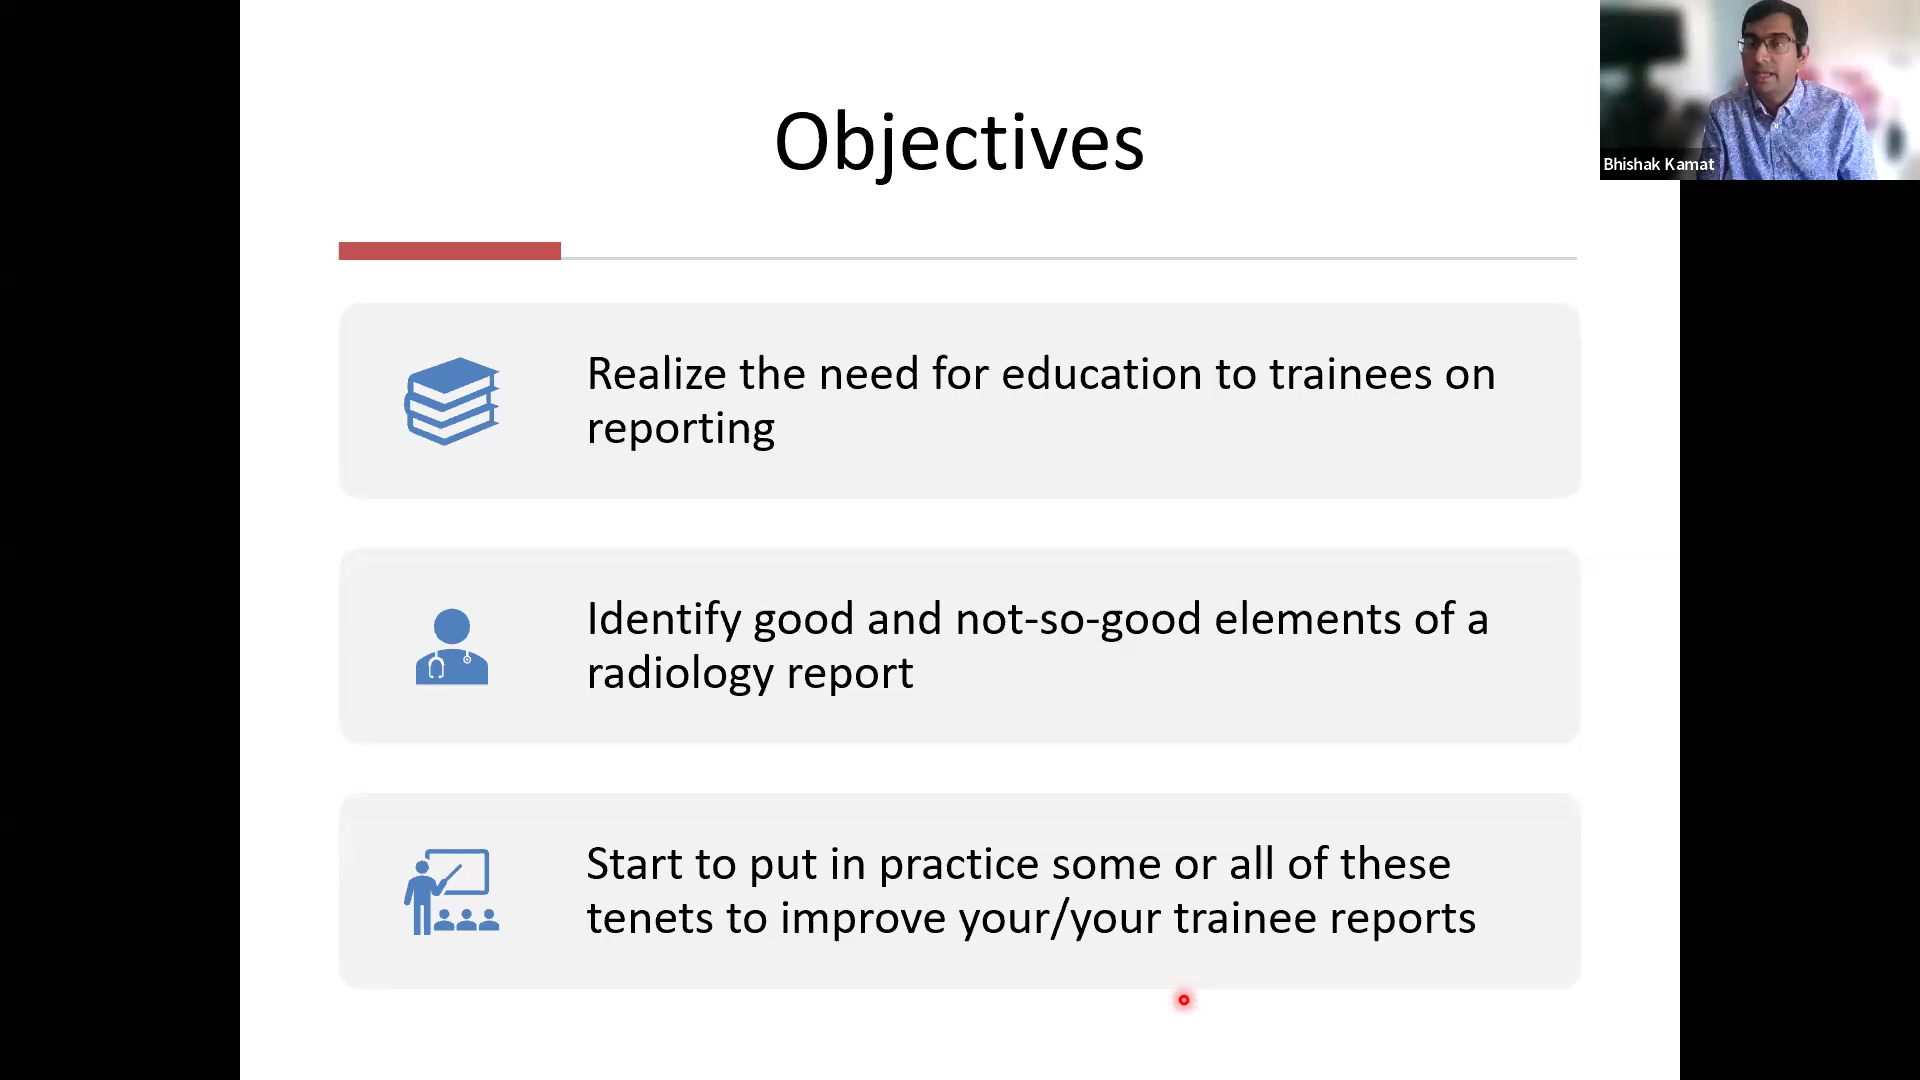 Objectives
Bhishak Kamat
Realize the need for education to trainees on
reporting
Identify good and not-so-good elements of a
radiology report
Start to put in practice some or all of these
tenets to improve your/your trainee reports